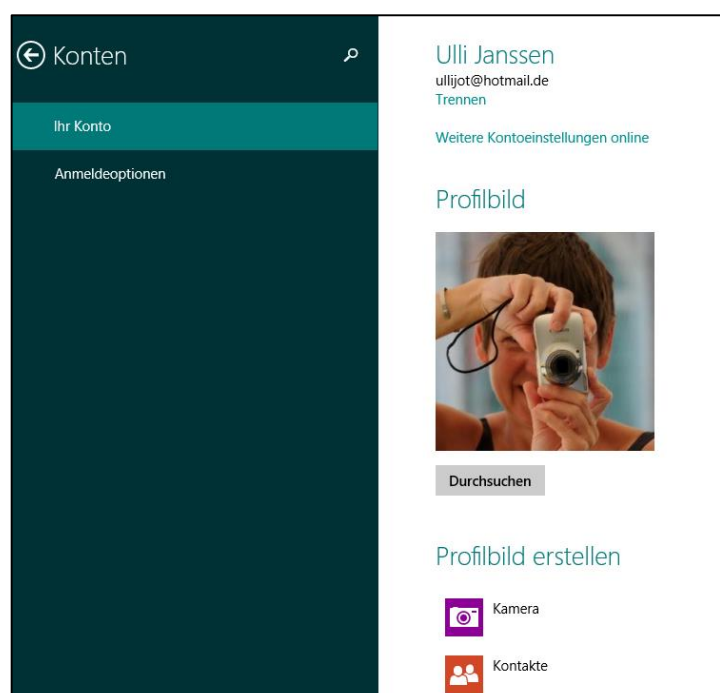 Konten
Ihr Konto
Anmeldeoptionen
Ulli Janssen
ullijot@hotmail.de
Trennen
Weitere Kontoeinstellungen online
Profilbild
Canon
Durchsuchen
Profilbild erstellen
Kamera
Kontakte